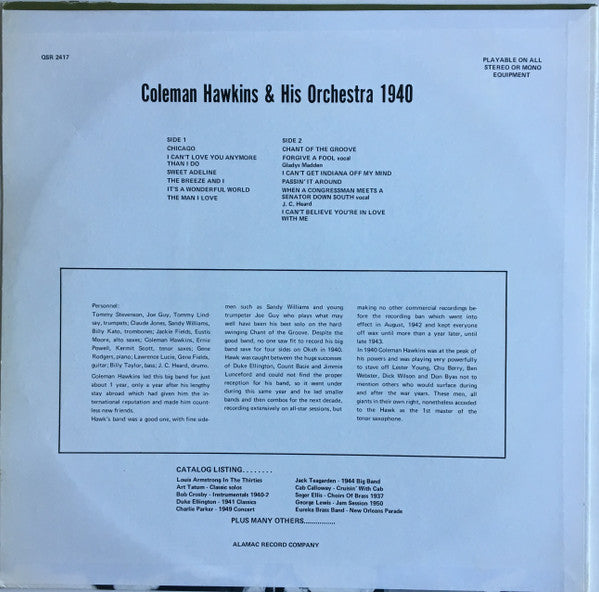 QSR 2417
PLAYABLE ON ALL
STEREO OR MONO
EQUIPMENT
Coleman Hawkins & His Orchestra 1940
SIDE 1
CHICAGO
I CAN'T LOVE YOU ANYMORE
THAN I DO
SWEET ADELINE
THE BREEZE AND I
IT'S A WONDERFUL WORLD
THE MAN I LOVE
SIDE 2
CHANT OF THE GROOVE
FORGIVE A FOOL vocal
Gladys Madden
I CAN'T GET INDIANA OFF MY MIND
PASSIN' IT AROUND
WHEN A CONGRESSMAN MEETS A
SENATOR DOWN SOUTH vocal
J. C. Heard
I CAN'T BELIEVE YOU'RE IN LOVE
WITH ME
Personnel:
Tommy Stevenson, Joe Guy, Tommy Lind-
say, trumpets; Claude Jones, Sandy Williams,
Billy Kato, trombones; Jackie Fields, Eustis
Moore, alto saxes; Coleman Hawkins, Ernie
Powell, Kermit Scott, tenor saxes; Gene
Rodgers, piano; Lawrence Lucie, Gene Fields,
guitar; Billy Taylor, bass; J. C. Heard, drums.
Coleman Hawkins led this big band for just
about 1 year, only a year after his lengthy
stay abroad which had given him the in-
ternational reputation and made him count-
less new friends.
Hawk's band was a good one, with fine side-
men such as Sandy Williams and young
trumpeter Joe Guy who plays what may
well have been his best solo on the hard
swinging Chant of the Groove. Despite the
good band, no one saw fit to record his big
band save for four sides on Okeh in 1940.
Hawk was caught between the huge successes
of Duke Ellington, Count Basie and Jimmie
Lunceford and could not find the proper
reception for his band, so it went under
during this same year and he led smaller
bands and then combos for the next decade,
recording extensively on all-star sessions, but
making no other commercial recordings be-
fore the recording ban which went into
effect in August, 1942 and kept everyone
off wax until more than a year later, until
late 1943.
In 1940 Coleman Hawkins was at the peak of
his powers and was playing very powerfully
to stave off Lester Young, Chu Berry, Ben
Webster, Dick Wilson and Don Byas not to
mention others who would surface during
and after the war years. These men, all
giants in their own right, nonetheless acceded
to the Hawk as the 1st master of the
tenor saxophone.
CATALOG LISTING........
Louis Armstrong In The Thirties
Art Tatum - Classic solos
Bob Crosby - Instrumentals 1940-2
Duke Ellington - 1941 Classics
Charlie Parker - 1949 Concert
Jack Teagarden - 1944 Big Band
Cab Calloway - Cruisin' With Cab
Seger Ellis - Choirs Of Brass 1937
George Lewis - Jam Session 1950
Eureka Brass Band - New Orleans Parade
PLUS MANY OTHERS..............
ALAMAC RECORD COMPANY